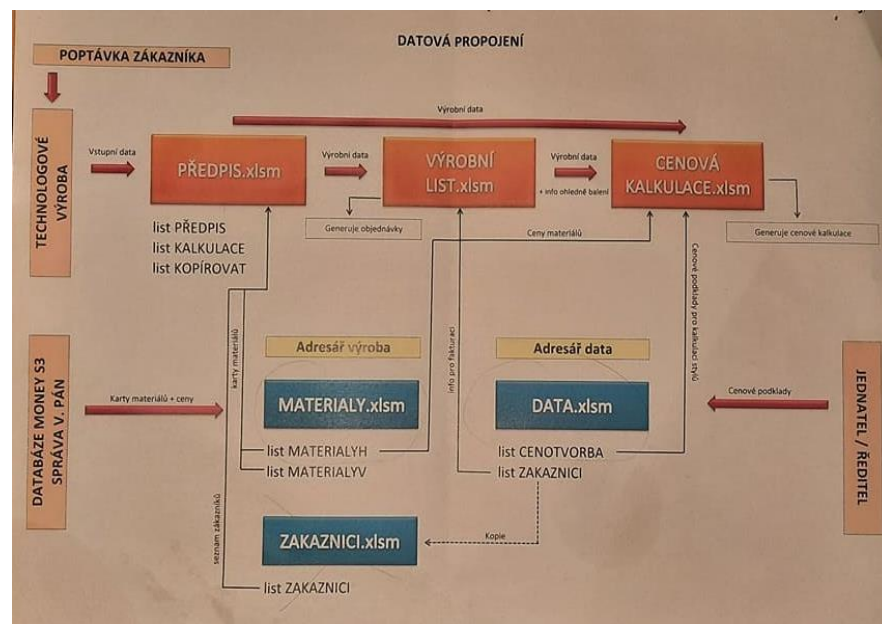 DATOVÁ PROPOJENÍ
POPTÁVKA ZÁKAZNÍKA
TECHNOLOGOVÉ
VÝROBA
Vstupní data
PŘEDPIS.xlsm
Výrobní data
Výrobní data
VÝROBNÍ
LIST.xlsm
Výrobní data
+ info ohledně balení
CENOVÁ
KALKULACE.xlsm
list PŘEDPIS
list KALKULACE
list KOPÍROVAT
Generuje objednávky
Ceny materiálů
Generuje cenové kalkulace
karty materiálů
info pro fakturaci
Cenové podklady pro kalkulaci stylů
DATABÁZE MONEY S3
SPRÁVA V. PÁN
Karty materiálů + ceny
Adresář výroba
MATERIALY.xlsm
list MATERIALYH
list MATERIALYV
Adresář data
DATA.xlsm
list CENOTVORBA
list ZAKAZNICI
Cenové podklady
JEDNATEL / ŘEDITEL
seznam zákazníků
ZAKAZNICI.xlsm
Kopie
list ZAKAZNICI